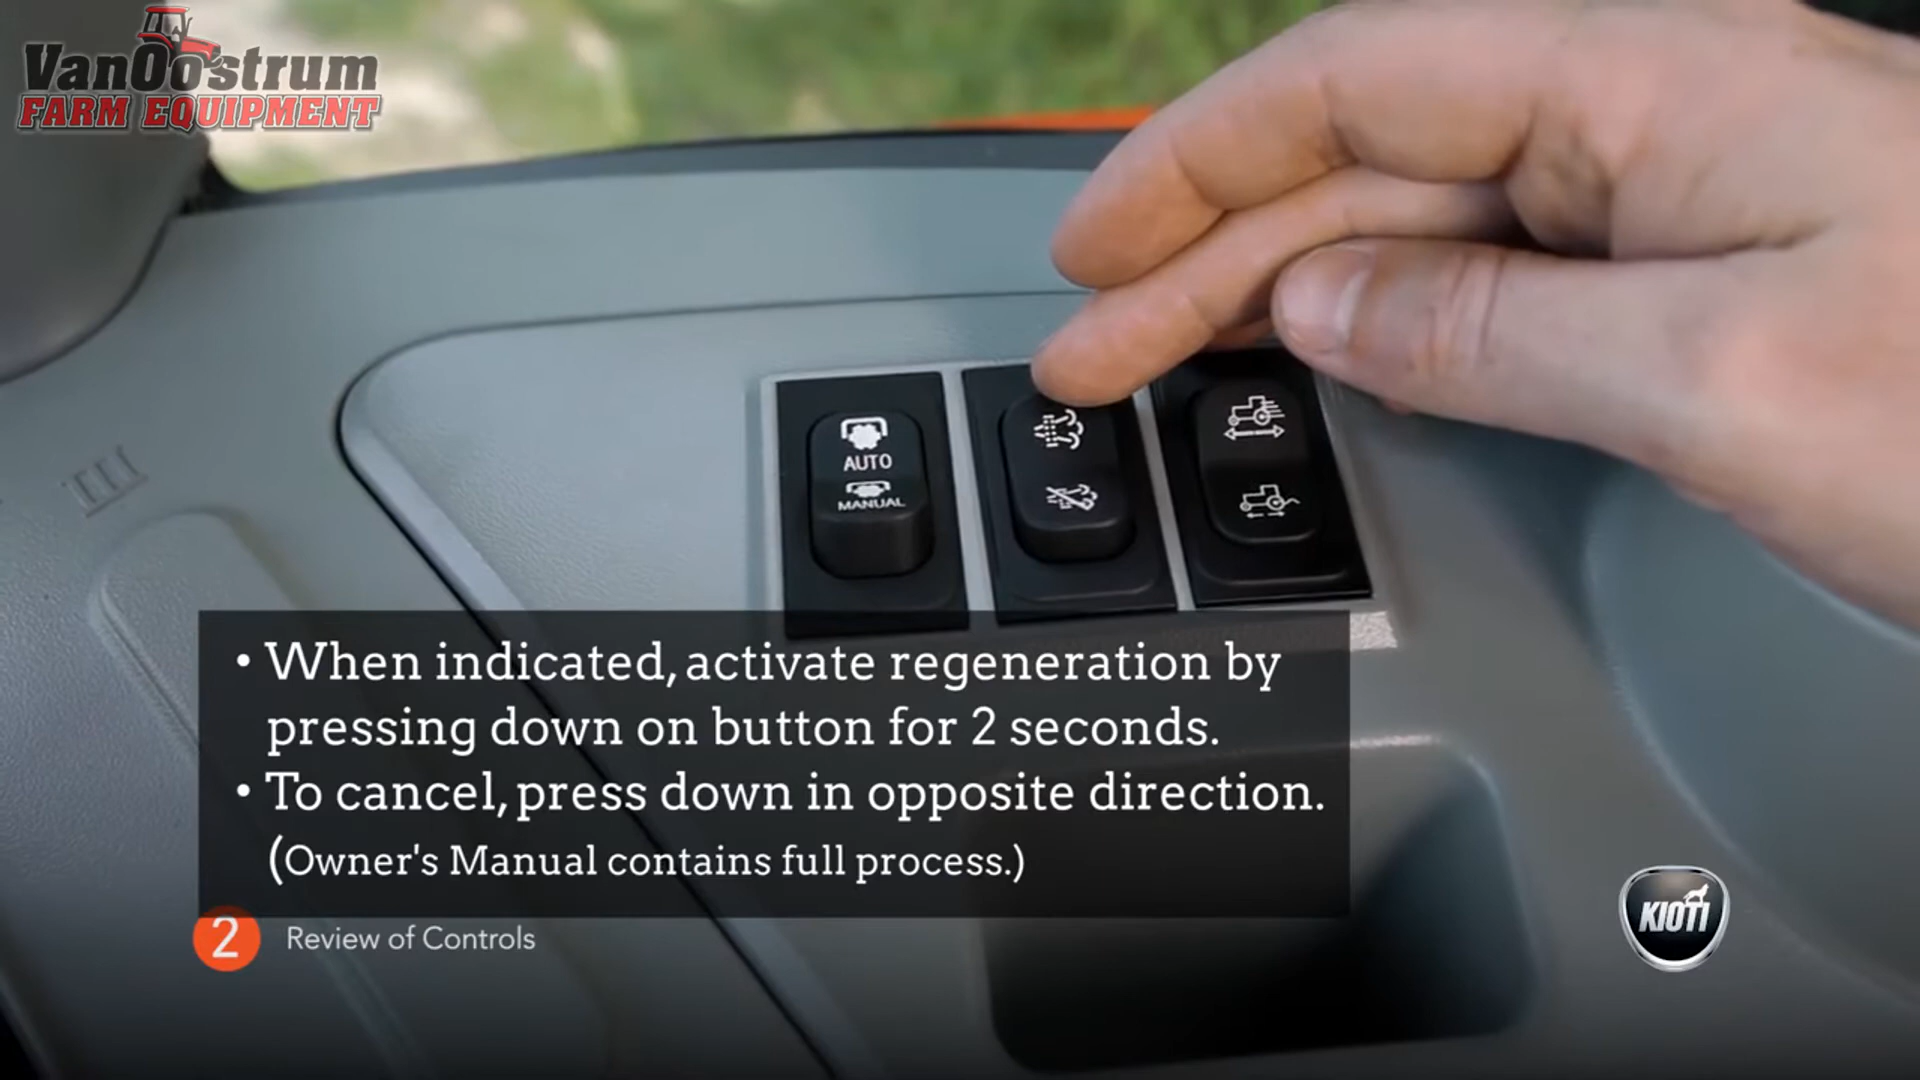 VanOostrum
FARM EQUIPMENT
AUTO
MANUAL
• When indicated, activate regeneration by
pressing down on button for 2 seconds.
• To cancel, press down in opposite direction.
(Owner's Manual contains full process.)
2 Review of Controls
KIOTI